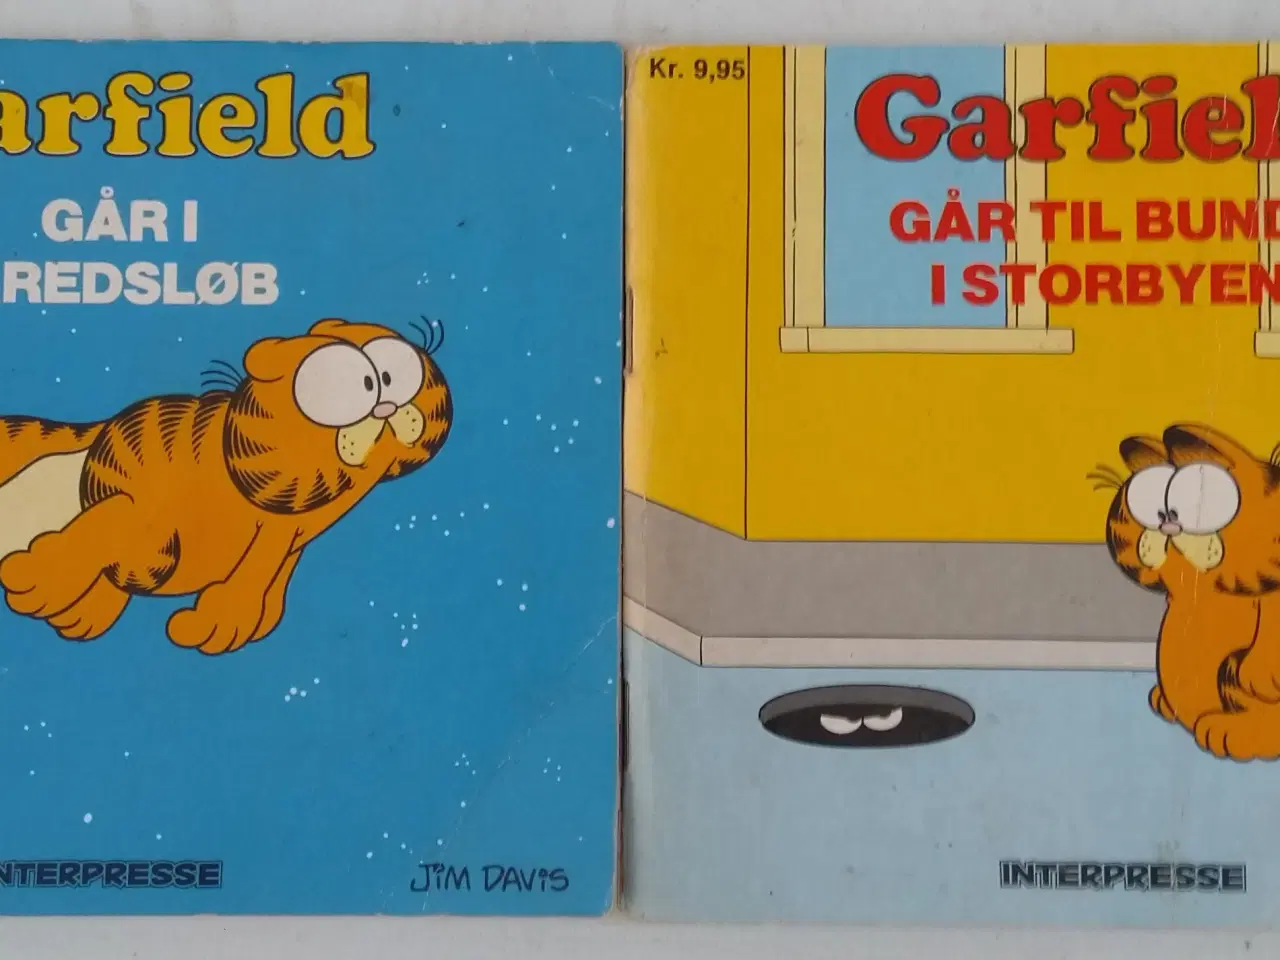 arfield
GÅR I
REDSLØB
INTERPRESSE
JIM DAVIS
Kr. 9,95
Garfiel
GÅR TIL BUND
I STORBYEN
INTERPRESSE